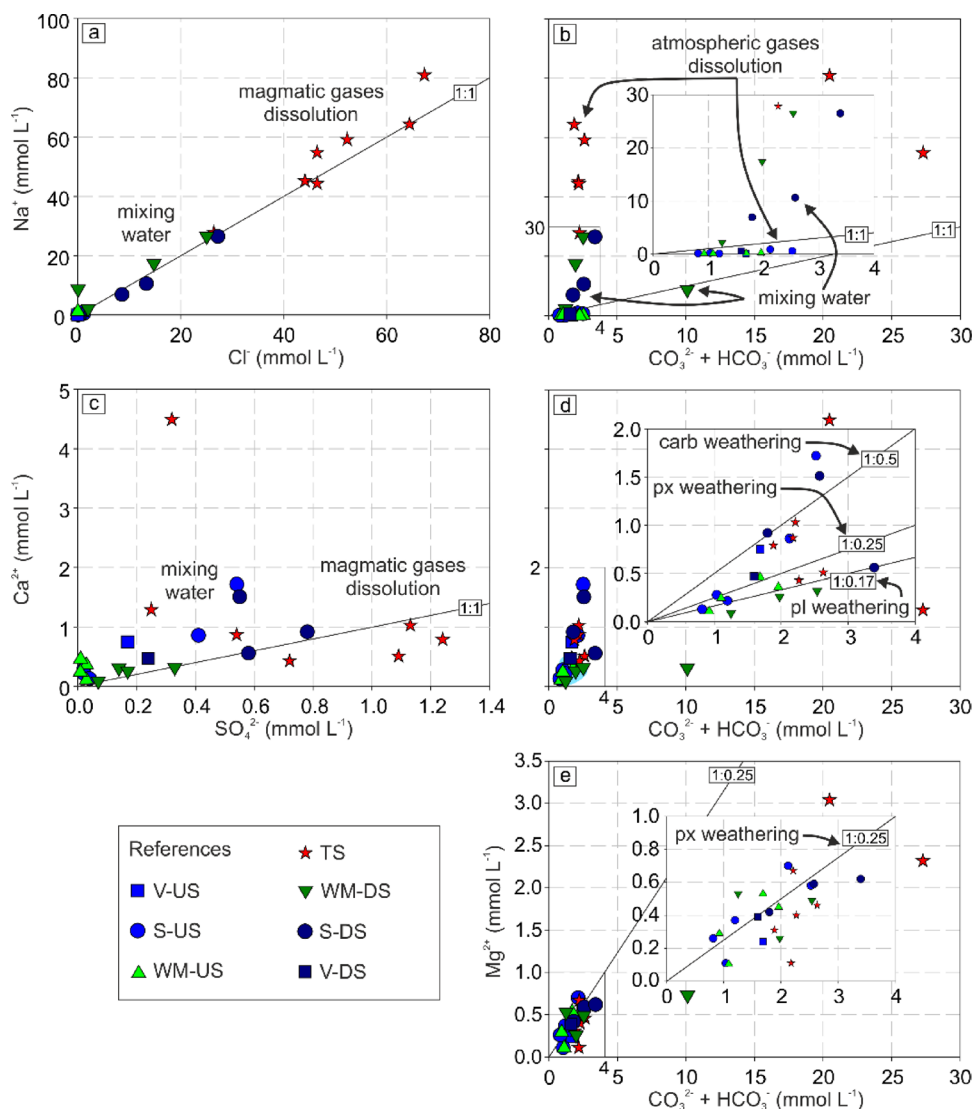 a
100
80
60
40
20
0
Na⁺ (mmol L⁻¹)
magmatic gases
dissolution
1:1
mixing
water
0 20 40 60 80
Cl⁻ (mmol L⁻¹)
b
atmospheric gases
dissolution
30
20
10
0
0 1 2 3 4
1:1
30
1:1
mixing water
4
0 5 10 15 20 25 30
CO₃²⁻ + HCO₃⁻ (mmol L⁻¹)
c
5
4
3
2
1
0
Ca²⁺ (mmol L⁻¹)
mixing
water
magmatic gases
dissolution
1:1
0.0 0.2 0.4 0.6 0.8 1.0 1.2 1.4
SO₄²⁻ (mmol L⁻¹)
d
carb weathering
px weathering
pl weathering
2.0
1.5
1.0
0.5
0.0
0 1 2 3 4
1:0.5
1:0.25
1:0.17
2
4
0 5 10 15 20 25 30
CO₃²⁻ + HCO₃⁻ (mmol L⁻¹)
e
3.5
3.0
2.5
2.0
1.5
1.0
0.5
0.0
Mg²⁺ (mmol L⁻¹)
1:0.25
px weathering
1:0.25
1.0
0.8
0.6
0.4
0.2
0.0
0 1 2 3 4
4
0 5 10 15 20 25 30
CO₃²⁻ + HCO₃⁻ (mmol L⁻¹)
References
TS
V-US
WM-DS
S-US
S-DS
WM-US
V-DS